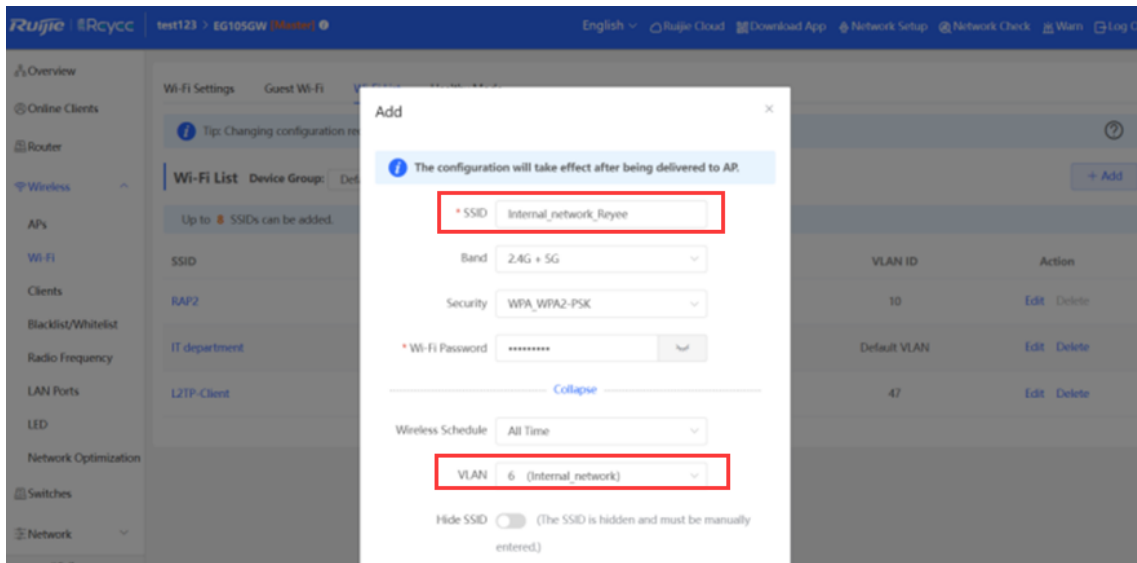 Ruijie Rcycc test123 > EG105GW (Master) English Ruijie Cloud Download App Network Setup Network Check Warn Log O
Overview
Online Clients
Router
Wireless
APs
Wi-Fi
Clients
Blacklist/Whitelist
Radio Frequency
LAN Ports
LED
Network Optimization
Switches
Network
Wi-Fi Settings Guest Wi-Fi
Tip: Changing configuration re
Wi-Fi List Device Group: Def
+ Add
Up to 8 SSIDs can be added.
SSID VLAN ID Action
RAP2 10 Edit Delete
IT department Default VLAN Edit Delete
L2TP-Client 47 Edit Delete
Add
The configuration will take effect after being delivered to AP.
* SSID Internal_network_Reyee
Band 2.4G + 5G
Security WPA_WPA2-PSK
* Wi-Fi Password •••••••••
Collapse
Wireless Schedule All Time
VLAN 6 (Internal_network)
Hide SSID (The SSID is hidden and must be manually
entered.)